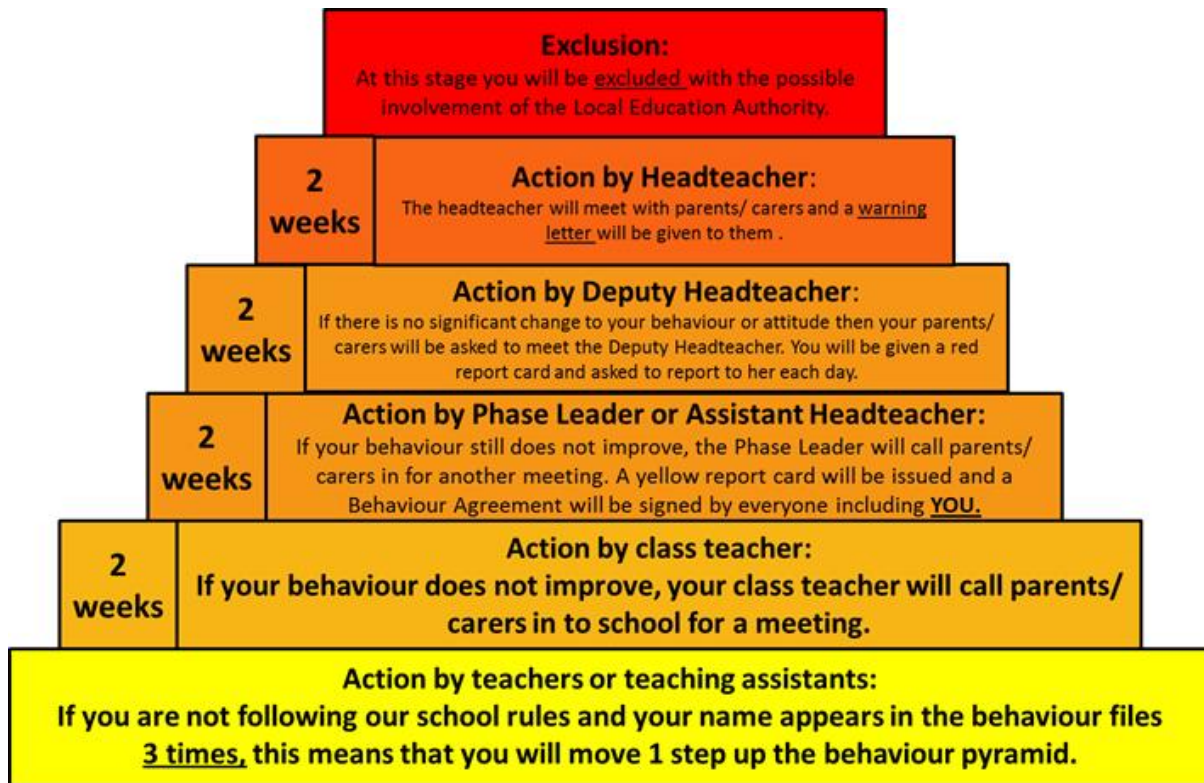 Exclusion:
At this stage you will be excluded with the possible
involvement of the Local Education Authority.
2
weeks
Action by Headteacher:
The headteacher will meet with parents/ carers and a warning
letter will be given to them .
2
weeks
Action by Deputy Headteacher:
If there is no significant change to your behaviour or attitude then your parents/
carers will be asked to meet the Deputy Headteacher. You will be given a red
report card and asked to report to her each day.
2
weeks
Action by Phase Leader or Assistant Headteacher:
If your behaviour still does not improve, the Phase Leader will call parents/
carers in for another meeting. A yellow report card will be issued and a
Behaviour Agreement will be signed by everyone including YOU.
2
weeks
Action by class teacher:
If your behaviour does not improve, your class teacher will call parents/
carers in to school for a meeting.
Action by teachers or teaching assistants:
If you are not following our school rules and your name appears in the behaviour files
3 times, this means that you will move 1 step up the behaviour pyramid.